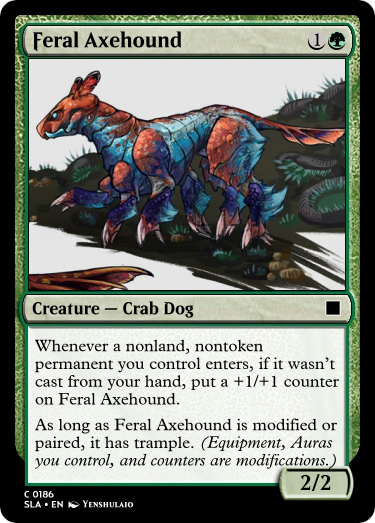 Feral Axehound 1
Creature — Crab Dog
Whenever a nonland, nontoken
permanent you control enters, if it wasn't
cast from your hand, put a +1/+1 counter
on Feral Axehound.
As long as Feral Axehound is modified or
paired, it has trample. (Equipment, Auras
you control, and counters are modifications.)
2/2
C 0186
SLA • EN YENSHULAIO